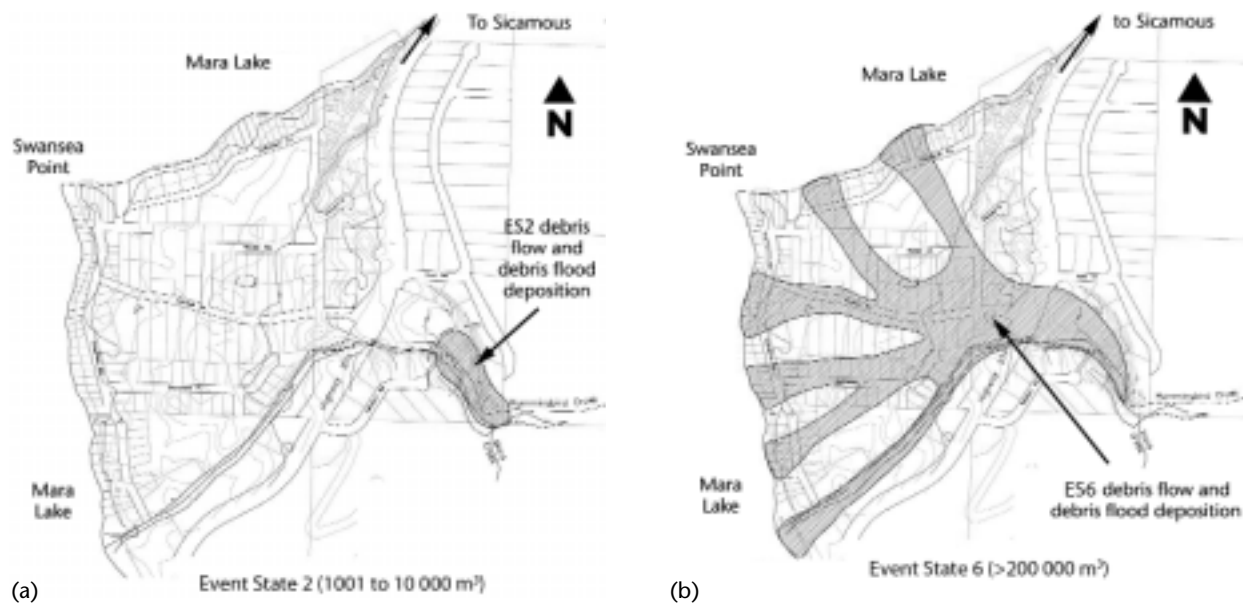 To Sicamous
Mara Lake
N
Swansea
Point
ES2 debris
flow and
debris flood
deposition
Mara
Lake
(a)
Event State 2 (1001 to 10 000 m³)
to Sicamous
Mara Lake
N
Swansea
Point
Mara
Lake
ES6 debris flow and
debris flood deposition
Event State 6 (>200 000 m³)
(b)